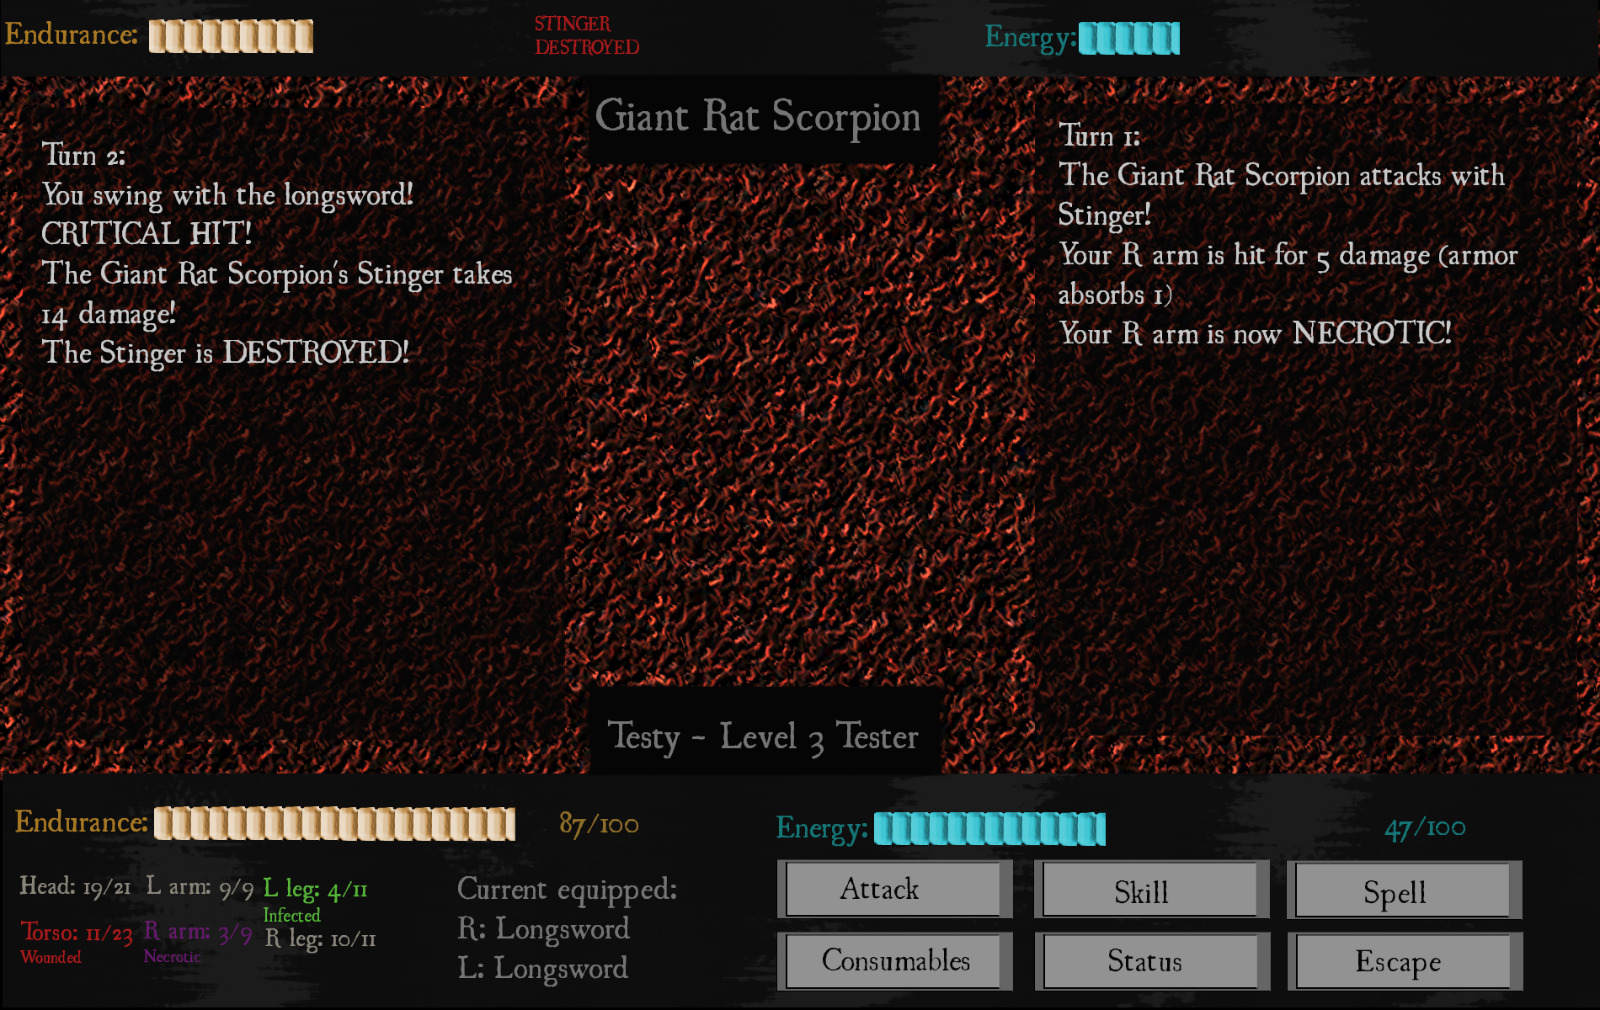 Endurance:
STINGER
DESTROYED
Energy:
Giant Rat Scorpion
Turn 2:
You swing with the longsword!
CRITICAL HIT!
The Giant Rat Scorpion's Stinger takes
14 damage!
The Stinger is DESTROYED!
Turn 1:
The Giant Rat Scorpion attacks with
Stinger!
Your R arm is hit for 5 damage (armor
absorbs 1)
Your R arm is now NECROTIC!
Testy - Level 3 Tester
Endurance:
87/100
Energy:
47/100
Head: 19/21
L arm: 9/9
L leg: 4/11
Infected
Torso: 11/23
Wounded
R arm: 3/9
Necrotic
R leg: 10/11
Current equipped:
R: Longsword
L: Longsword
Attack
Skill
Spell
Consumables
Status
Escape